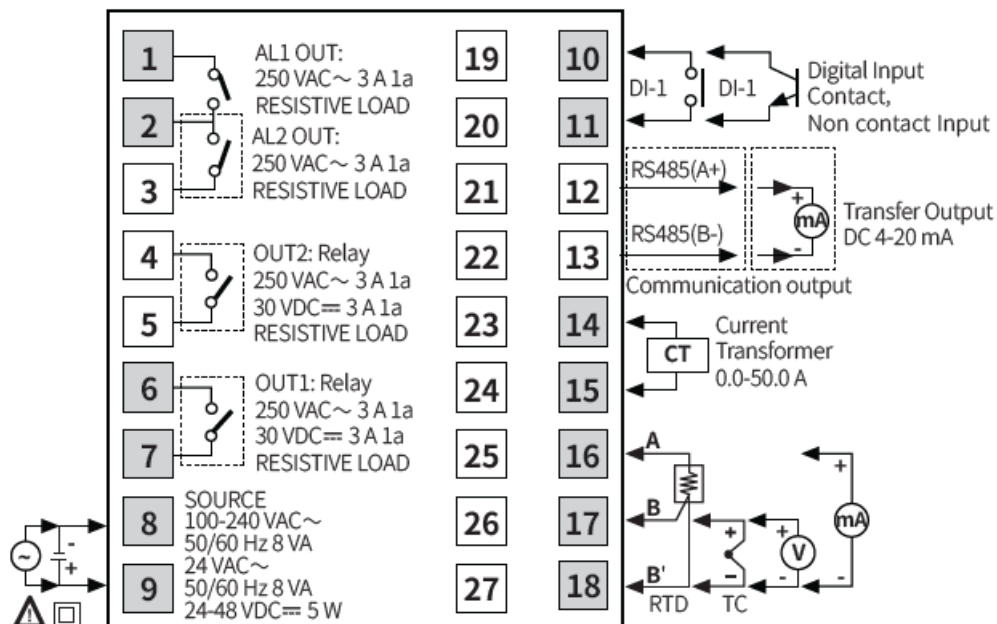 1
AL1 OUT:
250 VAC～ 3 A 1a
RESISTIVE LOAD
2
AL2 OUT:
250 VAC～ 3 A 1a
RESISTIVE LOAD
3
4
OUT2: Relay
250 VAC～ 3 A 1a
30 VDC⎓ 3 A 1a
RESISTIVE LOAD
5
6
OUT1: Relay
250 VAC～ 3 A 1a
30 VDC⎓ 3 A 1a
RESISTIVE LOAD
7
8
SOURCE
100-240 VAC～
50/60 Hz 8 VA
24 VAC～
50/60 Hz 8 VA
24-48 VDC⎓ 5 W
9
~
-
+
!
19
20
21
22
23
24
25
26
27
10
11
DI-1
DI-1
Digital Input
Contact,
Non contact Input
12
RS485(A+)
13
RS485(B-)
Communication output
+
mA
-
Transfer Output
DC 4-20 mA
14
15
CT
Current
Transformer
0.0-50.0 A
16
A
17
B
18
B'
RTD
+
–
TC
+
V
-
+
mA
-